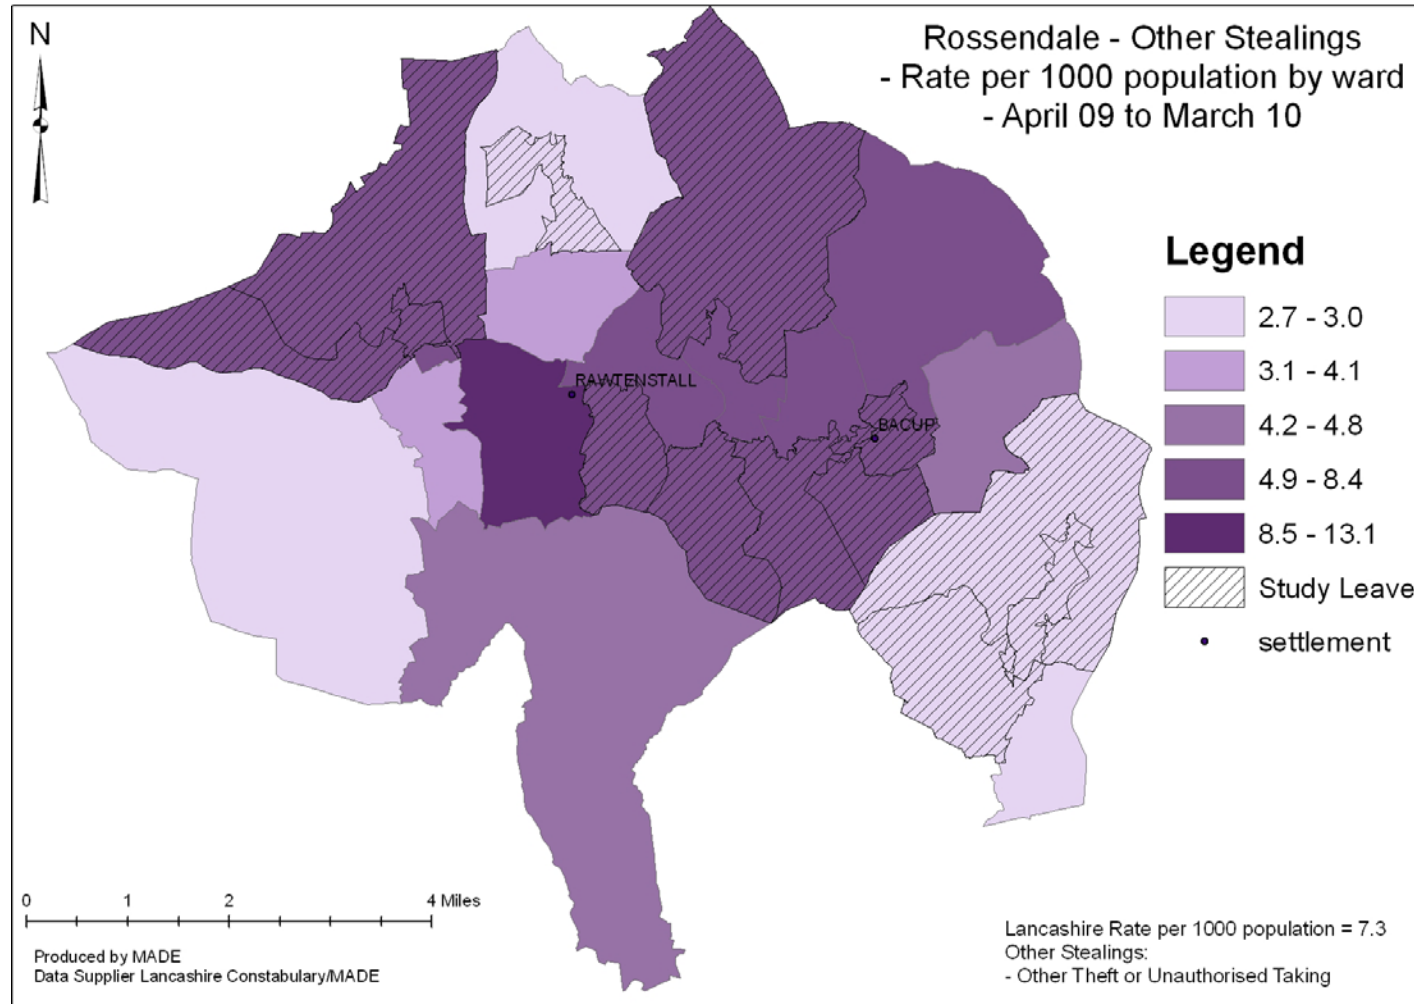 N
Rossendale - Other Stealings
- Rate per 1000 population by ward
- April 09 to March 10
Legend
2.7 - 3.0
3.1 - 4.1
4.2 - 4.8
4.9 - 8.4
8.5 - 13.1
Study Leave
settlement
RAWTENSTALL
BACUP
0 1 2 4 Miles
Produced by MADE
Data Supplier Lancashire Constabulary/MADE
Lancashire Rate per 1000 population = 7.3
Other Stealings:
- Other Theft or Unauthorised Taking